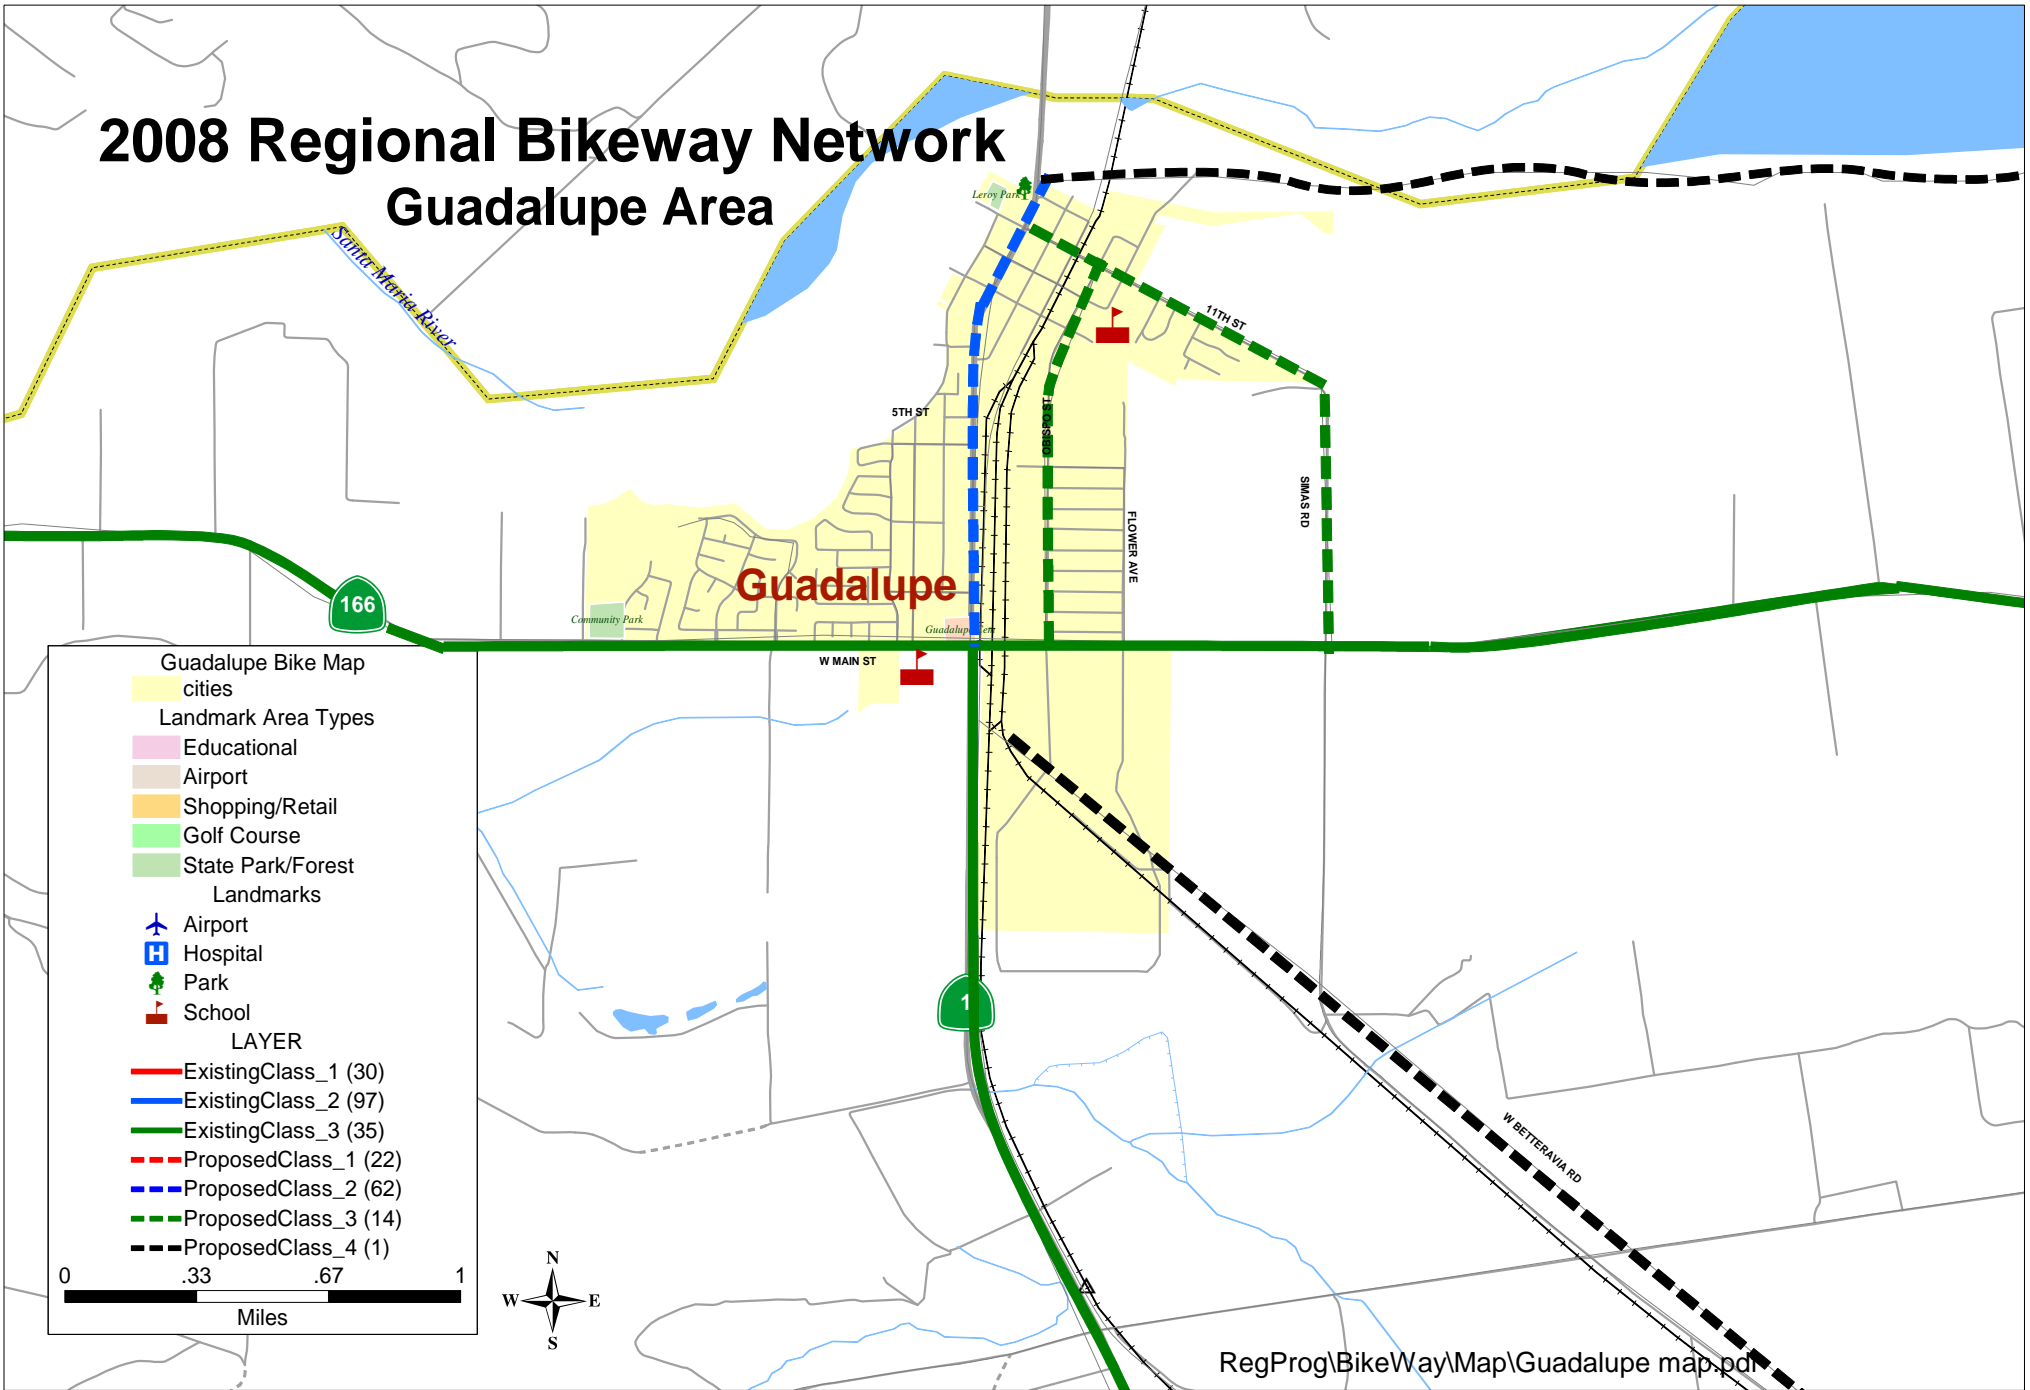 2008 Regional Bikeway Network
Guadalupe Area
Leroy Park
Santa Maria River
11TH ST
5TH ST
OBISPO ST
SIMAS RD
FLOWER AVE
Guadalupe
166
Community Park
Guadalupe
W MAIN ST
Guadalupe Bike Map
cities
Landmark Area Types
Educational
Airport
Shopping/Retail
Golf Course
State Park/Forest
Landmarks
Airport
H Hospital
Park
School
LAYER
ExistingClass_1 (30)
ExistingClass_2 (97)
ExistingClass_3 (35)
ProposedClass_1 (22)
ProposedClass_2 (62)
ProposedClass_3 (14)
ProposedClass_4 (1)
0 .33 .67 1
Miles
1
W BETTERAVIA RD
N
W E
S
RegProg\BikeWay\Map\Guadalupe map.pdf